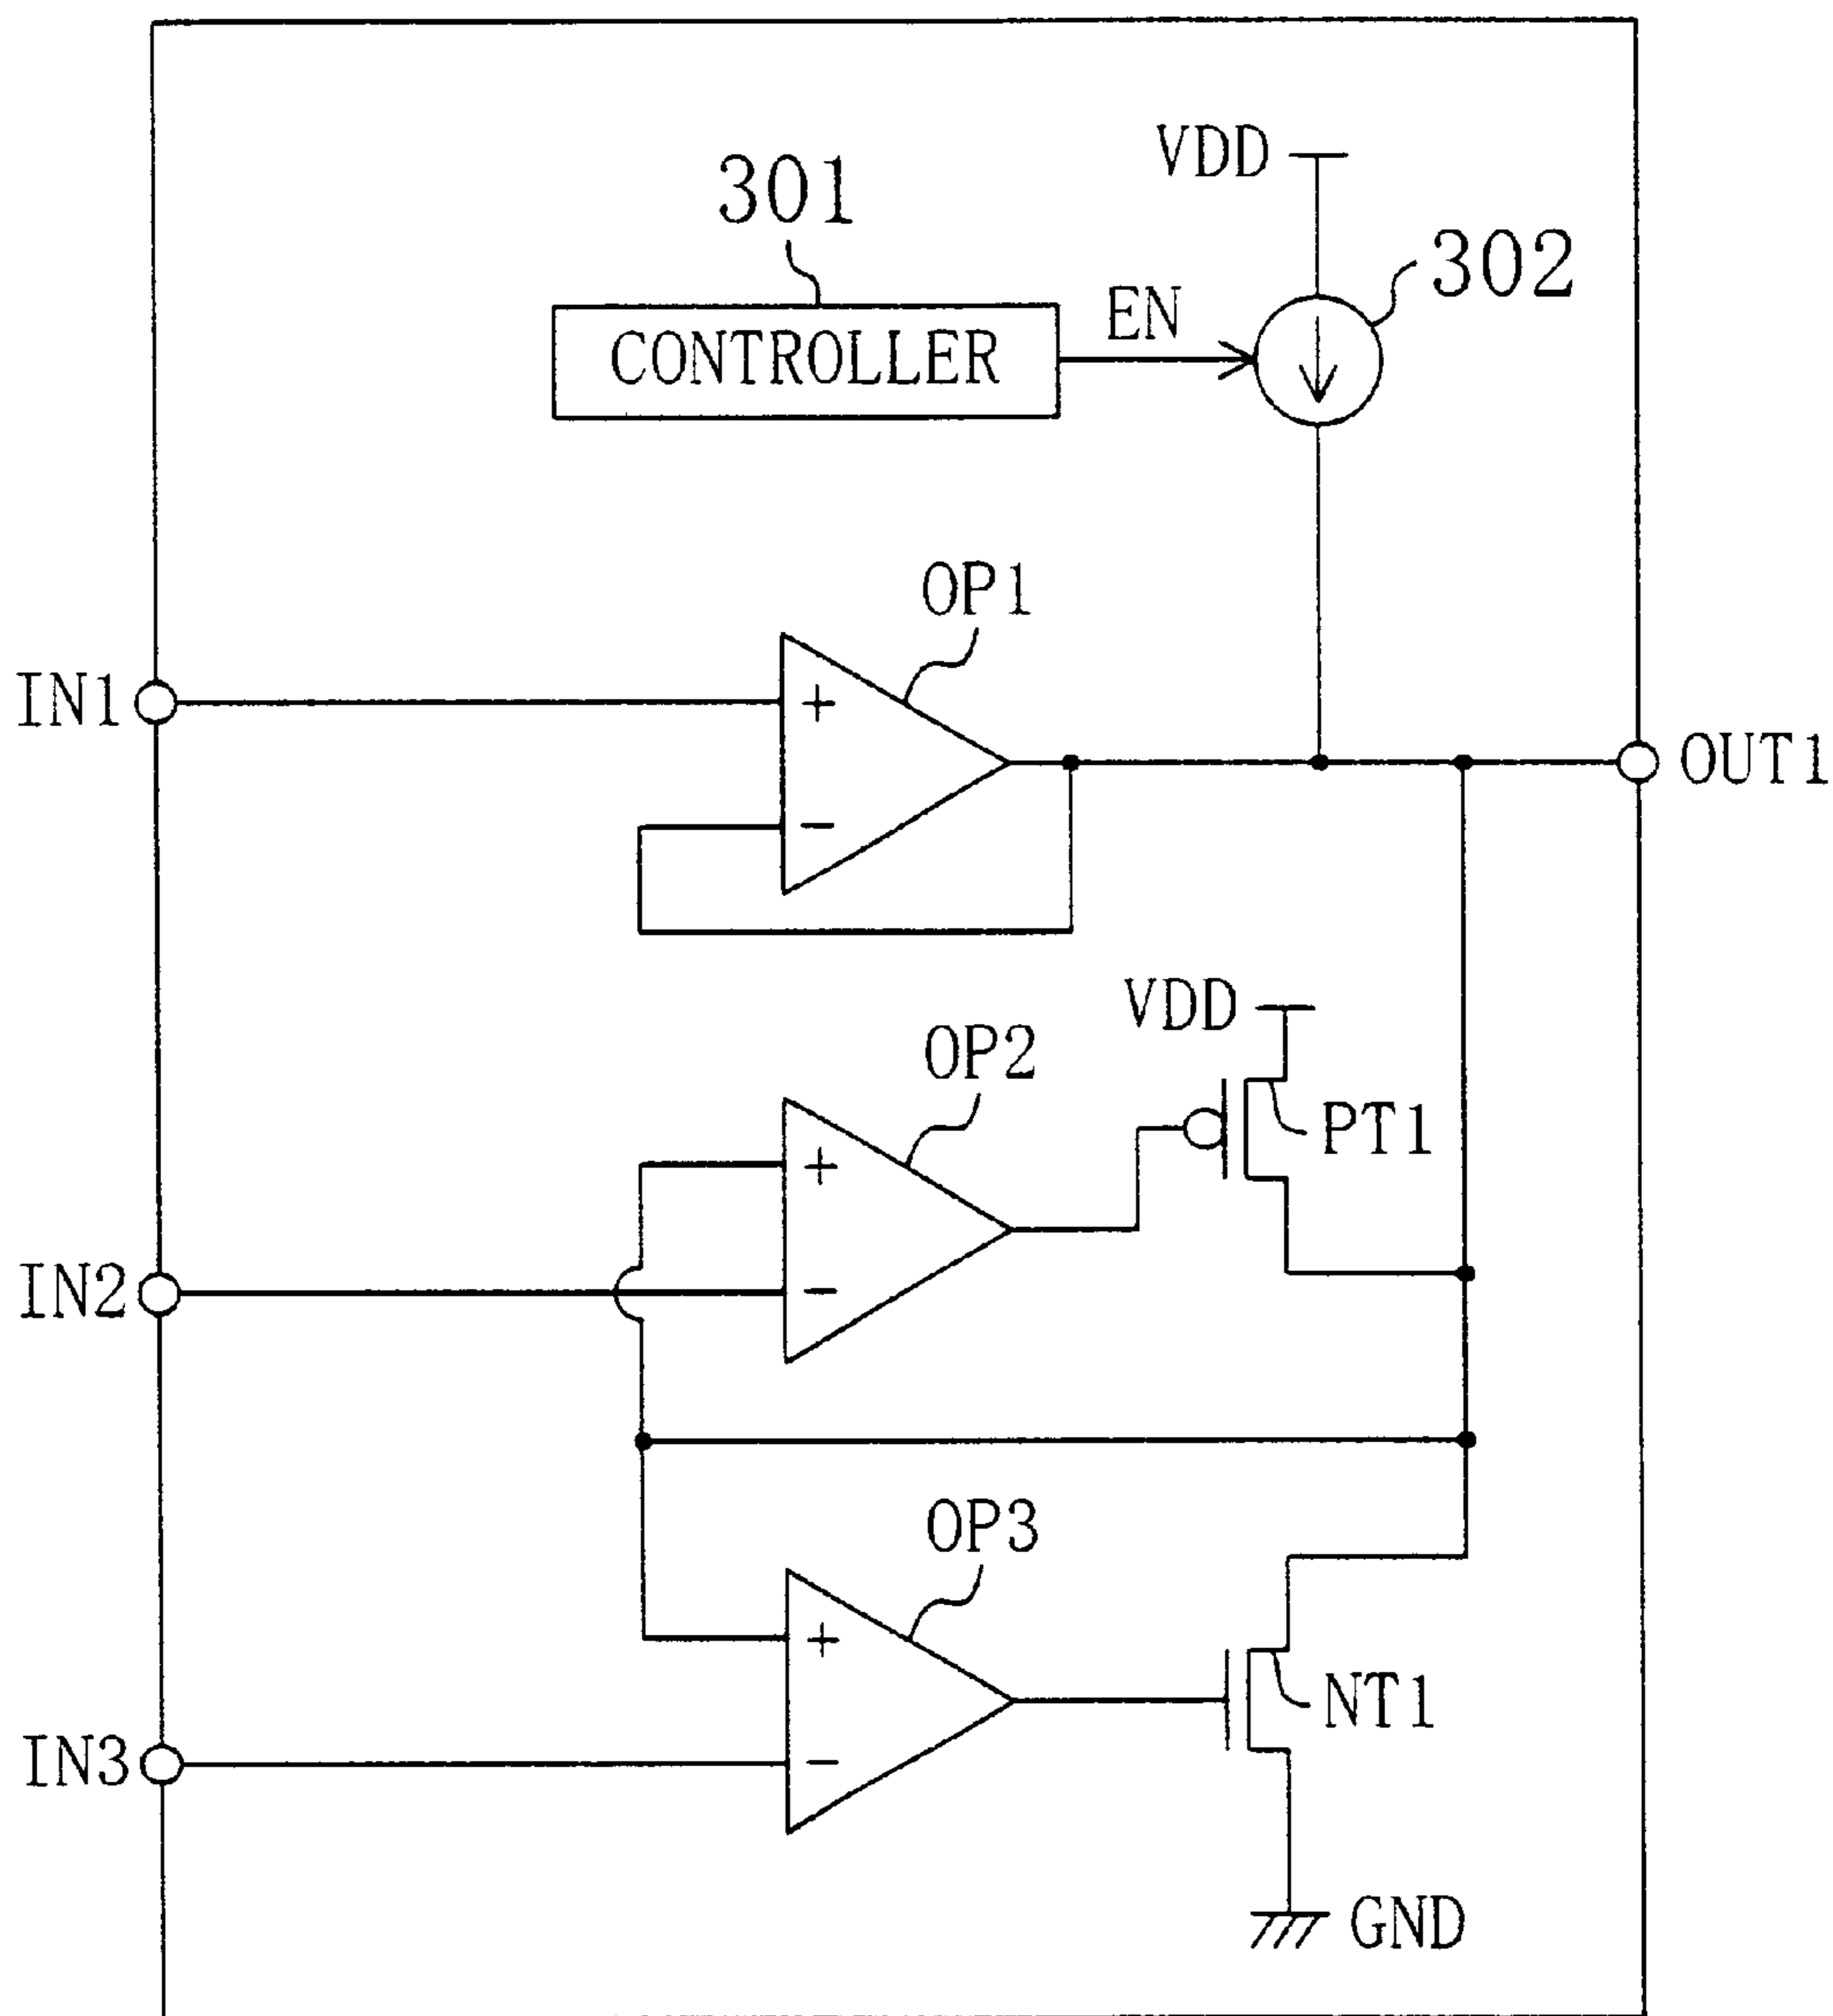 VDD
301
302
EN
CONTROLLER
OP1
IN1
+
OUT1
−
VDD
OP2
PT1
+
IN2
−
OP3
+
NT1
IN3
−
GND